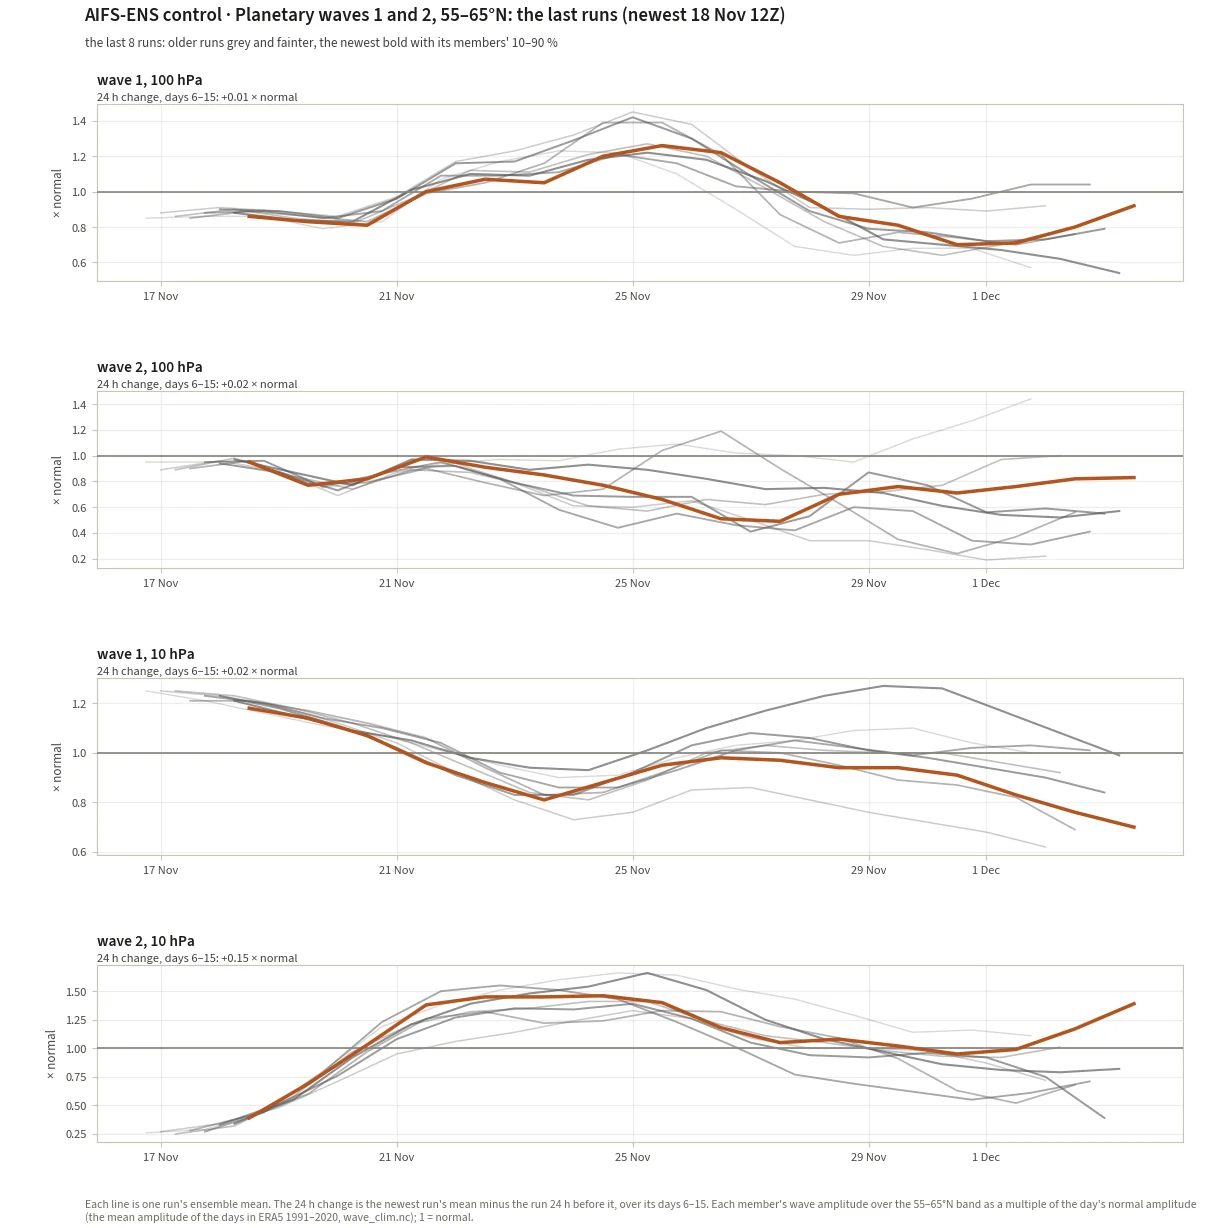 AIFS-ENS control · Planetary waves 1 and 2, 55–65°N: the last runs (newest 18 Nov 12Z)
the last 8 runs: older runs grey and fainter, the newest bold with its members' 10–90 %
wave 1, 100 hPa
24 h change, days 6–15: +0.01 × normal
1.4
1.2
1.0
0.8
0.6
× normal
17 Nov 21 Nov 25 Nov 29 Nov 1 Dec
wave 2, 100 hPa
24 h change, days 6–15: +0.02 × normal
1.4
1.2
1.0
0.8
0.6
0.4
0.2
× normal
17 Nov 21 Nov 25 Nov 29 Nov 1 Dec
wave 1, 10 hPa
24 h change, days 6–15: +0.02 × normal
1.2
1.0
0.8
0.6
× normal
17 Nov 21 Nov 25 Nov 29 Nov 1 Dec
wave 2, 10 hPa
24 h change, days 6–15: +0.15 × normal
1.50
1.25
1.00
0.75
0.50
0.25
× normal
17 Nov 21 Nov 25 Nov 29 Nov 1 Dec
Each line is one run's ensemble mean. The 24 h change is the newest run's mean minus the run 24 h before it, over its days 6–15. Each member's wave amplitude over the 55–65°N band as a multiple of the day's normal amplitude
(the mean amplitude of the days in ERA5 1991–2020, wave_clim.nc); 1 = normal.